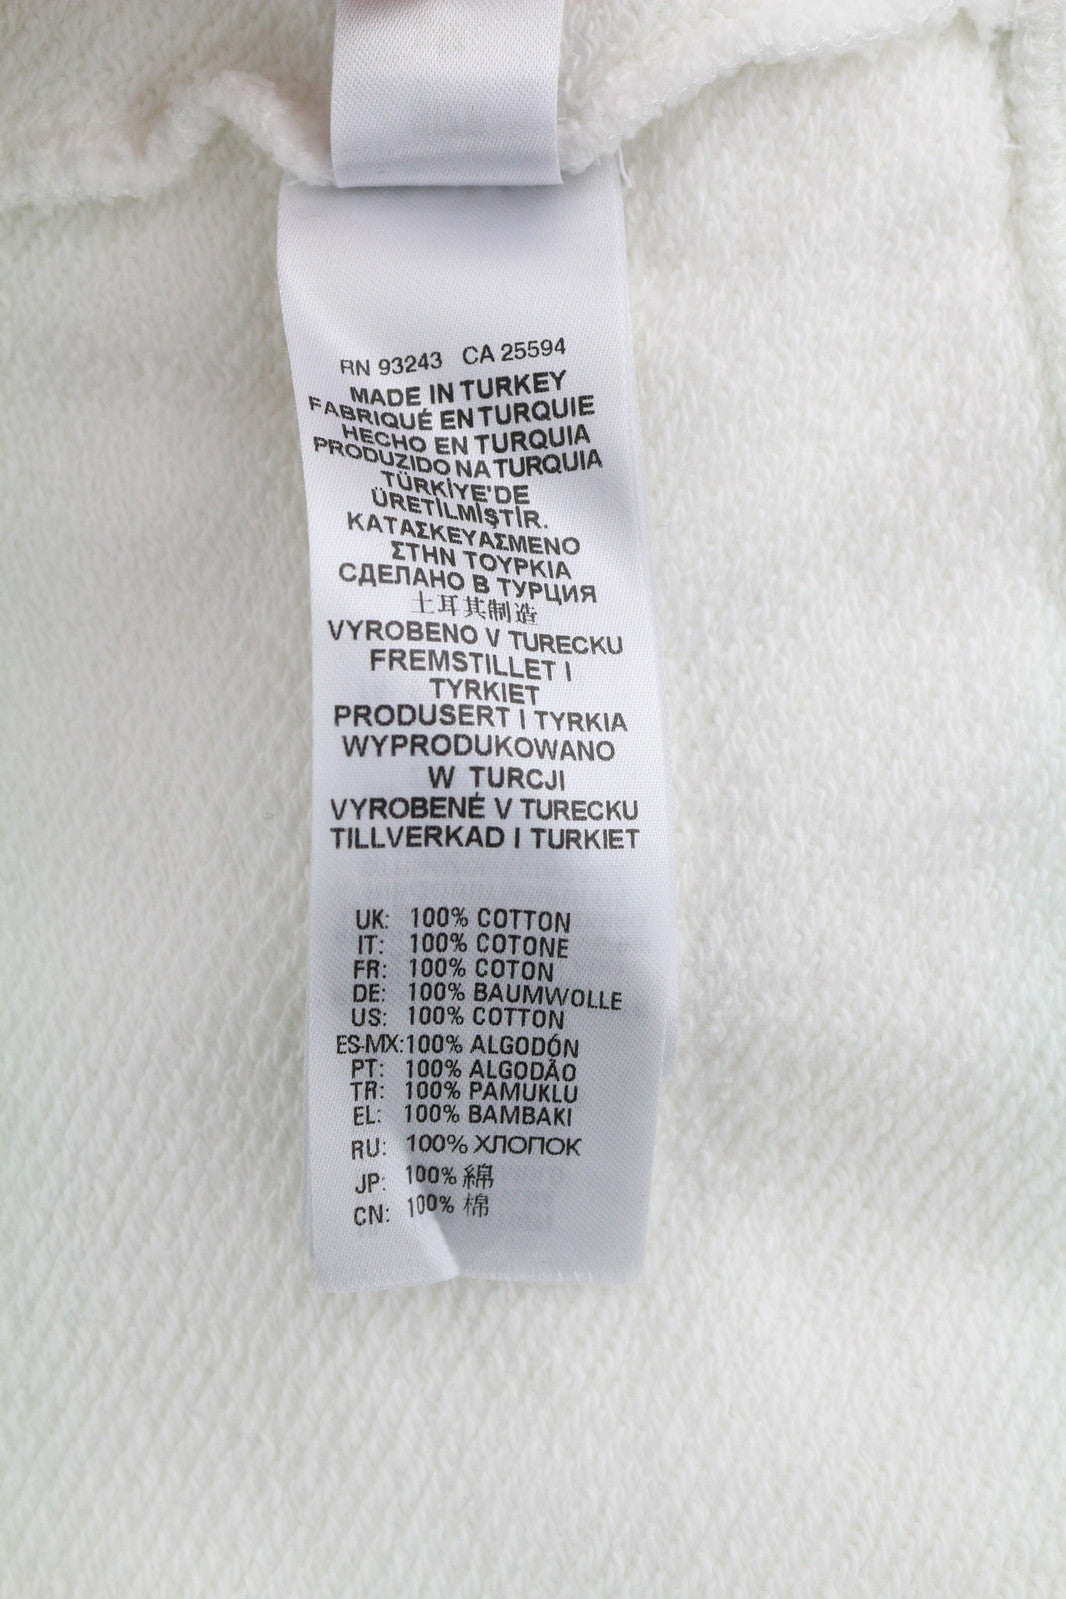 RN 93243 CA 25594
MADE IN TURKEY
FABRIQUÉ EN TURQUIE
HECHO EN TURQUIA
PRODUZIDO NA TURQUIA
TÜRKİYE'DE
ÜRETİLMİŞTİR.
ΚΑΤΑΣΚΕΥΑΣΜΕΝΟ
ΣΤΗΝ ΤΟΥΡΚΙΑ
СДЕЛАНО В ТУРЦИЯ
土耳其制造
VYROBENO V TURECKU
FREMSTILLET I
TYRKIET
PRODUSERT I TYRKIA
WYPRODUKOWANO
W TURCJI
VYROBENÉ V TURECKU
TILLVERKAD I TURKIET
UK: 100% COTTON
IT: 100% COTONE
FR: 100% COTON
DE: 100% BAUMWOLLE
US: 100% COTTON
ES-MX: 100% ALGODÓN
PT: 100% ALGODÃO
TR: 100% PAMUKLU
EL: 100% ΒΑΜΒΑΚΙ
RU: 100% ХЛОПОК
JP: 100% 綿
CN: 100% 棉